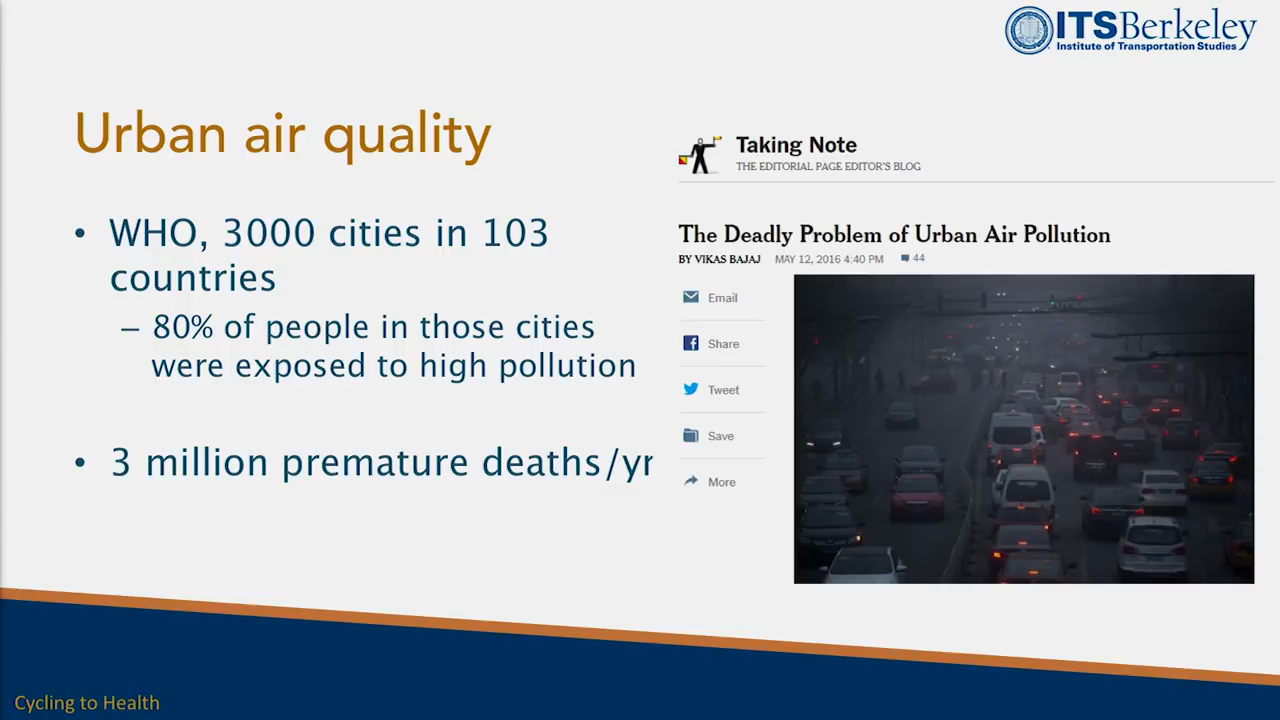 ITSBerkeley
Institute of Transportation Studies
Urban air quality
• WHO, 3000 cities in 103
countries
– 80% of people in those cities
were exposed to high pollution
• 3 million premature deaths/yr
Taking Note
THE EDITORIAL PAGE EDITOR'S BLOG
The Deadly Problem of Urban Air Pollution
BY VIKAS BAJAJ MAY 12, 2016 4:40 PM 44
Email
Share
Tweet
Save
More
Cycling to Health